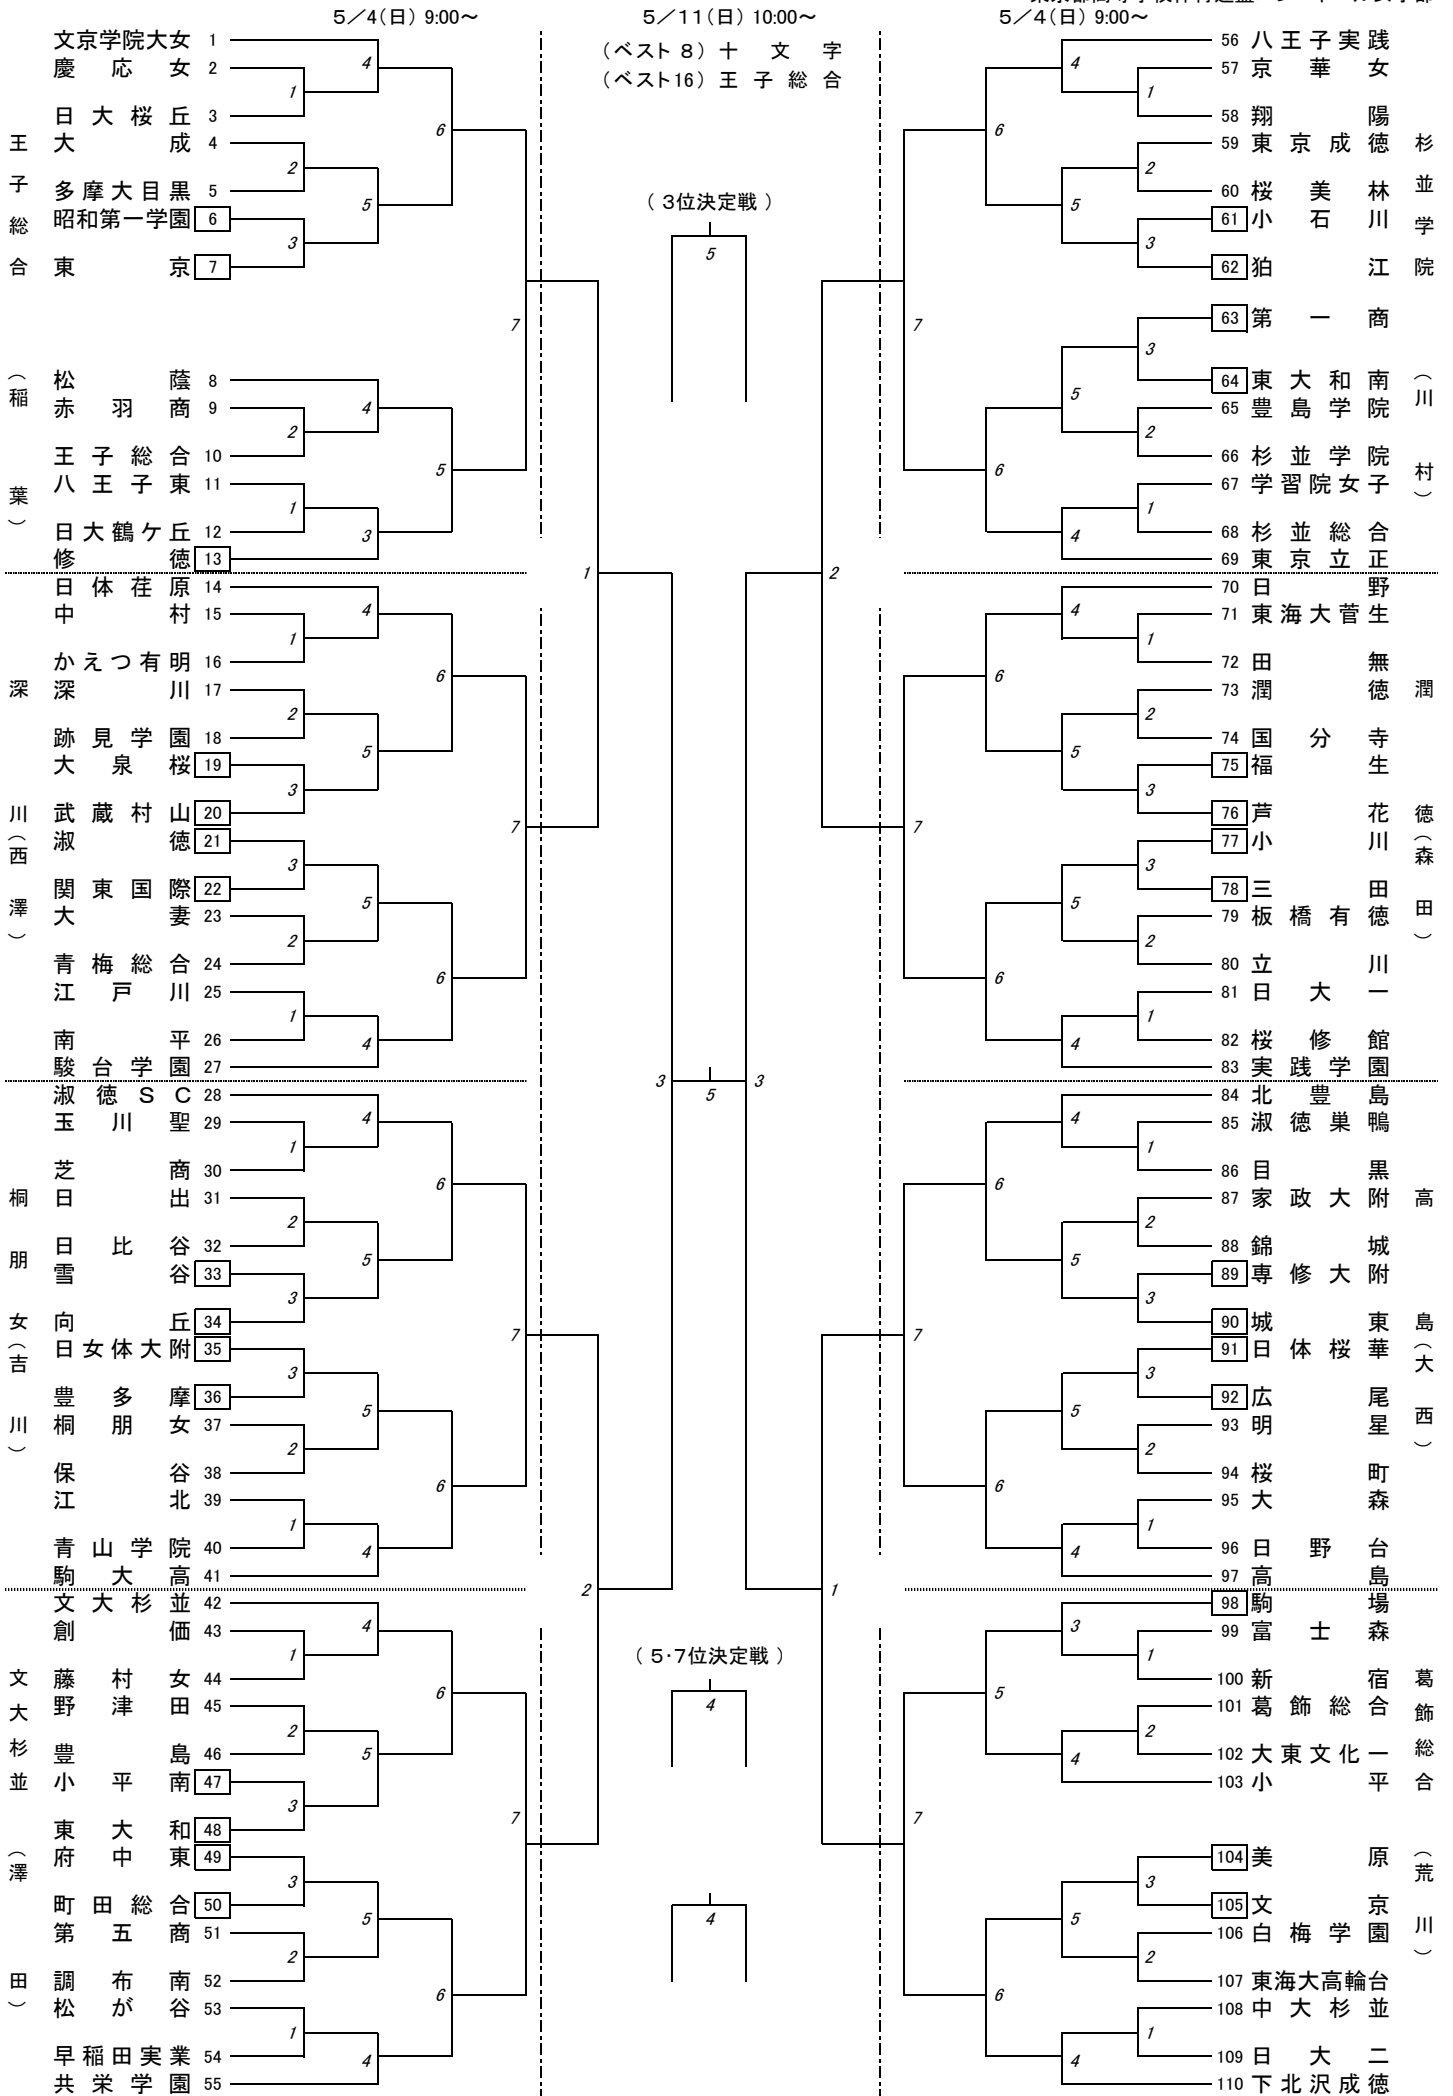 5/4(日) 9:00～
5/11(日) 10:00～
5/4(日) 9:00～
(ベスト8) 十文字
(ベスト16) 王子総合
(3位決定戦)
5
(5・7位決定戦)
4
4
王子総合(稲葉)
文京学院大女 1
慶応女 2
日大桜丘 3
大成 4
多摩大目黒 5
昭和第一学園 6
東京 7
松蔭 8
赤羽商 9
王子総合 10
八王子東 11
日大鶴ケ丘 12
修徳 13
深川(西澤)
日体荏原 14
中村 15
かえつ有明 16
深川 17
跡見学園 18
大泉桜 19
武蔵村山 20
淑徳 21
関東国際 22
大妻 23
青梅総合 24
江戸川 25
南平 26
駿台学園 27
桐朋女(吉川)
淑徳SC 28
玉川聖 29
芝商 30
日出 31
日比谷 32
雪谷 33
向丘 34
日女体大附 35
豊多摩 36
桐朋女 37
保谷 38
江北 39
青山学院 40
駒大高 41
文大杉並(澤田)
文大杉並 42
創価 43
藤村女 44
野津田 45
豊島 46
小平南 47
東大和 48
府中東 49
町田総合 50
第五商 51
調布南 52
松が谷 53
早稲田実業 54
共栄学園 55
杉並学院(川村)
56 八王子実践
57 京華女
58 翔陽
59 東京成徳
60 桜美林
61 小石川
62 狛江
63 第一商
64 東大和南
65 豊島学院
66 杉並学院
67 学習院女子
68 杉並総合
69 東京立正
潤徳(森田)
70 日野
71 東海大菅生
72 田無
73 潤徳
74 国分寺
75 福生
76 芦花
77 小川
78 三田
79 板橋有徳
80 立川
81 日大一
82 桜修館
83 実践学園
高島(大西)
84 北豊島
85 淑徳巣鴨
86 目黒
87 家政大附
88 錦城
89 専修大附
90 城東
91 日体桜華
92 広尾
93 明星
94 桜町
95 大森
96 日野台
97 高島
葛飾総合(荒川)
98 駒場
99 富士森
100 新宿
101 葛飾総合
102 大東文化一
103 小平
104 美原
105 文京
106 白梅学園
107 東海大高輪台
108 中大杉並
109 日大二
110 下北沢成徳